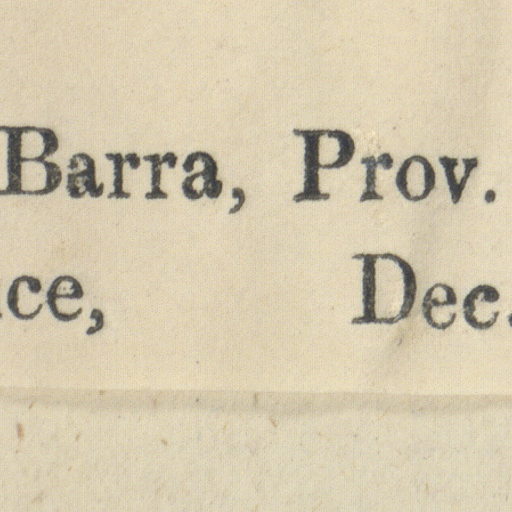 Barra, Prov.
ce, Dec.